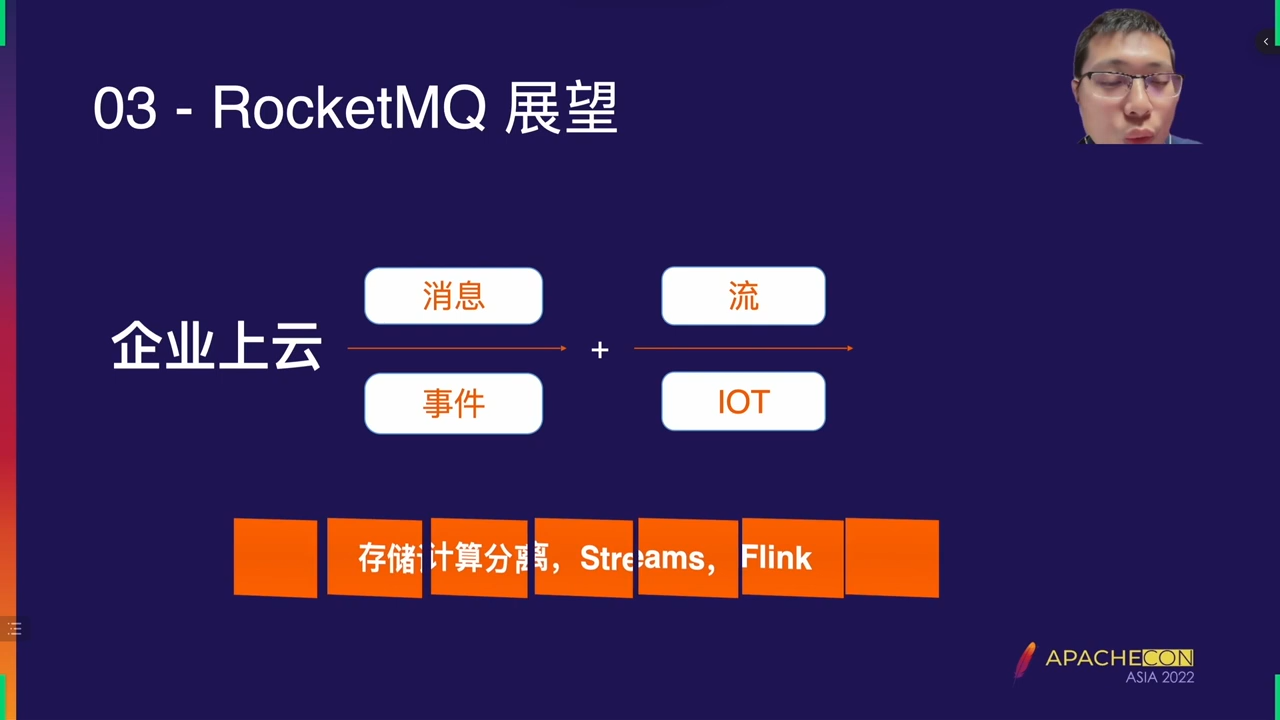 03 - RocketMQ 展望
消息
流
企业上云
+
事件
IOT
存储计算分离，Streams，Flink
APACHECON
ASIA 2022